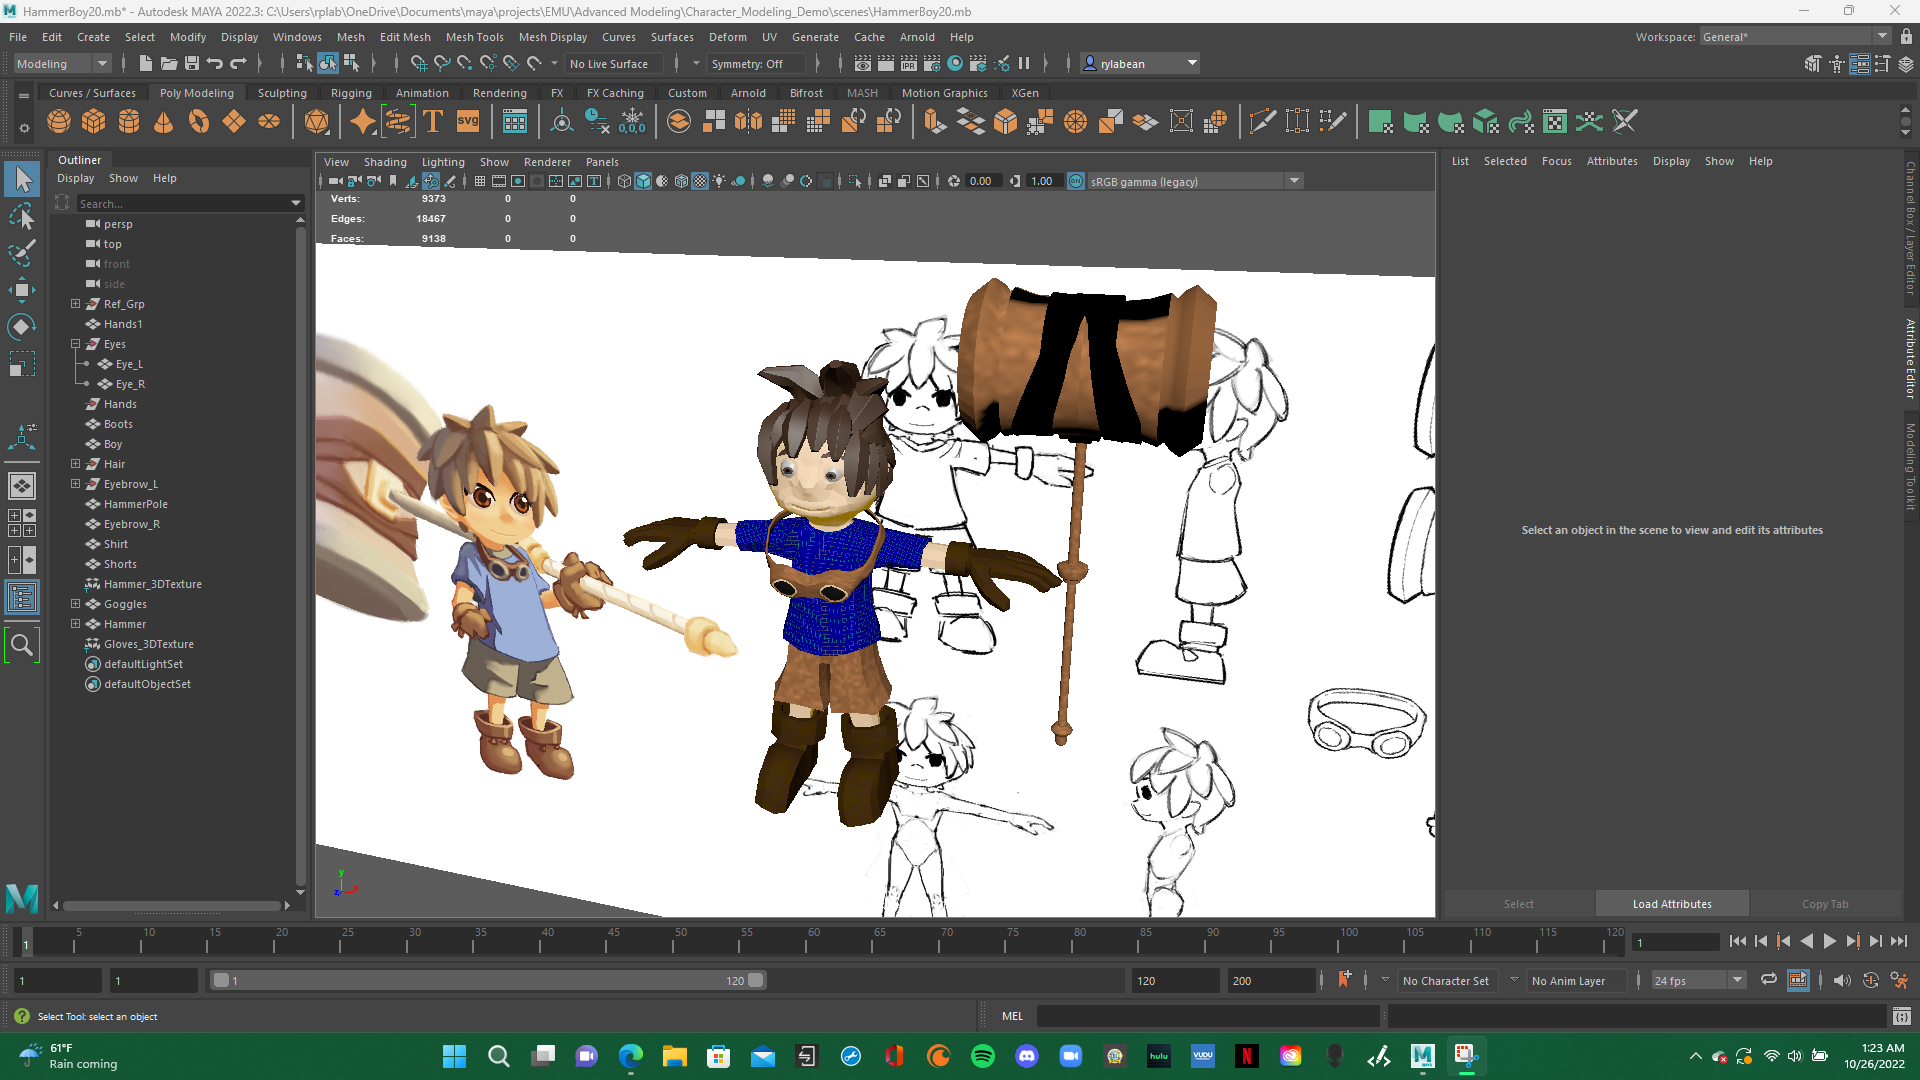 HammerBoy20.mb* - Autodesk MAYA 2022.3: C:\Users\rplab\OneDrive\Documents\maya\projects\EMU\Advanced Modeling\Character_Modeling_Demo\scenes\HammerBoy20.mb
File Edit Create Select Modify Display Windows Mesh Edit Mesh Mesh Tools Mesh Display Curves Surfaces Deform UV Generate Cache Arnold Help
Workspace: General*
Modeling
No Live Surface
Symmetry: Off
IPR
rylabean
Curves / Surfaces Poly Modeling Sculpting Rigging Animation Rendering FX FX Caching Custom Arnold Bifrost MASH Motion Graphics XGen
T
SVG
0,0,0
Outliner
Display Show Help
Search...
persp
top
front
side
Ref_Grp
Hands1
Eyes
Eye_L
Eye_R
Hands
Boots
Boy
Hair
Eyebrow_L
HammerPole
Eyebrow_R
Shirt
Shorts
Hammer_3DTexture
Goggles
Hammer
Gloves_3DTexture
defaultLightSet
defaultObjectSet
View Shading Lighting Show Renderer Panels
0.00
1.00
ON
sRGB gamma (legacy)
Verts: 9373 0 0
Edges: 18467 0 0
Faces: 9138 0 0
y
z
x
List Selected Focus Attributes Display Show Help
Select an object in the scene to view and edit its attributes
Select
Load Attributes
Copy Tab
Channel Box / Layer Editor
Attribute Editor
Modeling Toolkit
1
5 10 15 20 25 30 35 40 45 50 55 60 65 70 75 80 85 90 95 100 105 110 115 120
1
1
1
1
120
120
200
No Character Set
No Anim Layer
24 fps
Select Tool: select an object
MEL
61°F
Rain coming
hulu
VUDU
N
1:23 AM
10/26/2022